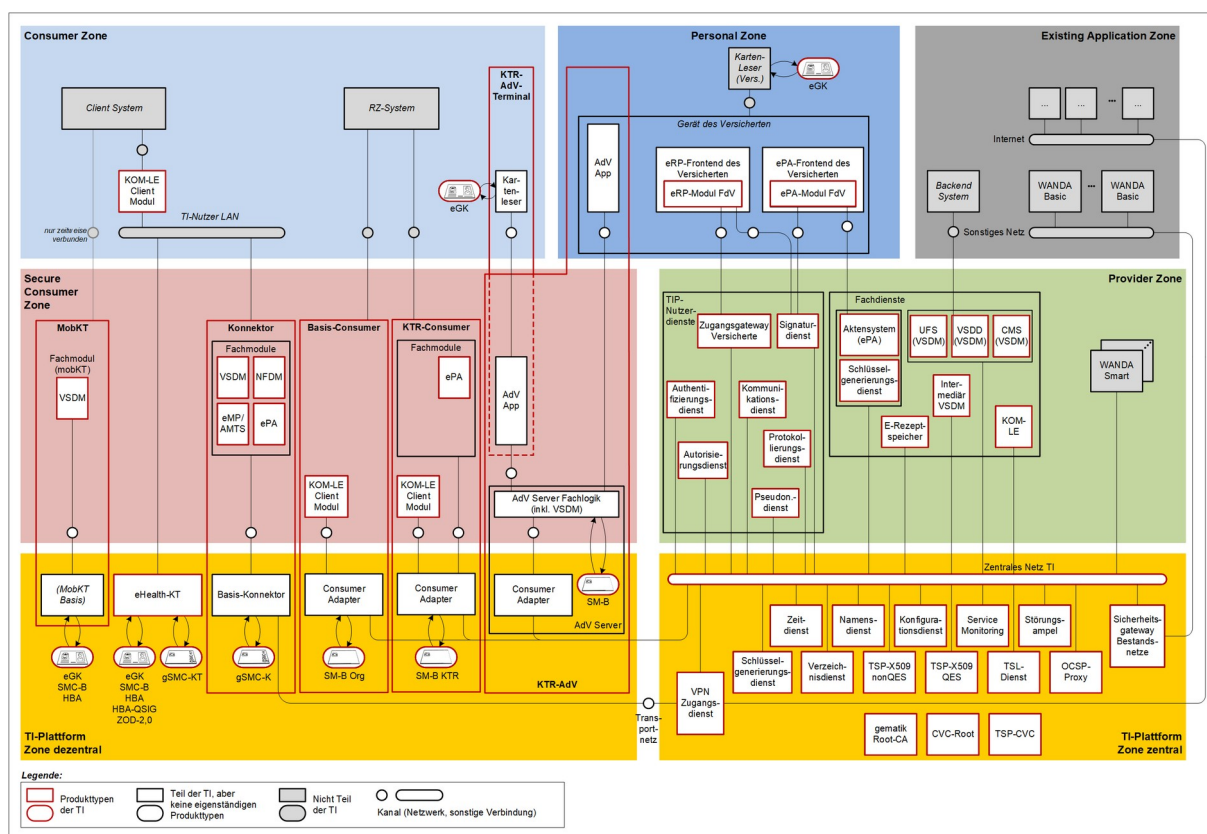 Consumer Zone
Client System
RZ-System
KTR-
AdV-
Terminal
KOM-LE
Client
Modul
TI-Nutzer LAN
nur zeitweise
verbunden
eGK
Kar-
ten-
leser
Personal Zone
Karten-
Leser
(Vers.)
eGK
Gerät des Versicherten
AdV
App
eRP-Frontend des
Versicherten
eRP-Modul FdV
ePA-Frontend des
Versicherten
ePA-Modul FdV
Existing Application Zone
...
...
...
...
Internet
Backend
System
WANDA
Basic
...
WANDA
Basic
Sonstiges Netz
Secure
Consumer
Zone
MobKT
Fachmodul
(mobKT)
VSDM
Konnektor
Fachmodule
VSDM
NFDM
eMP/
AMTS
ePA
Basis-Consumer
KOM-LE
Client
Modul
KTR-Consumer
Fachmodule
ePA
KOM-LE
Client
Modul
AdV
App
AdV Server Fachlogik
(inkl. VSDM)
Provider Zone
TIP-
Nutzer-
dienste
Zugangsgateway
Versicherte
Signatur-
dienst
Authenti-
fizierungs-
dienst
Kommuni-
kations-
dienst
Autorisie-
rungsdienst
Protokol-
lierungs-
dienst
Pseudon.-
dienst
Fachdienste
Aktensystem
(ePA)
Schlüssel-
generierungs-
dienst
UFS
(VSDM)
VSDD
(VSDM)
CMS
(VSDM)
Inter-
mediär
VSDM
E-Rezept-
speicher
KOM-
LE
WANDA
Smart
(MobKT
Basis)
eGK
SMC-B
HBA
eHealth-KT
eGK
SMC-B
HBA
HBA-QSIG
ZOD-2,0
gSMC-KT
Basis-Konnektor
gSMC-K
Consumer
Adapter
SM-B Org
Consumer
Adapter
SM-B KTR
Consumer
Adapter
SM-B
AdV Server
KTR-AdV
TI-Plattform
Zone dezentral
Trans-
port-
netz
Zentrales Netz TI
VPN
Zugangs-
dienst
Schlüssel-
generierungs-
dienst
Zeit-
dienst
Verzeich-
nisdienst
Namens-
dienst
TSP-X509
nonQES
Konfigura-
tionsdienst
TSP-X509
QES
Service
Monitoring
TSL-
Dienst
Störungs-
ampel
OCSP-
Proxy
Sicherheits-
gateway
Bestands-
netze
gematik
Root-CA
CVC-Root
TSP-CVC
TI-Plattform
Zone zentral
Legende:
Produkttypen
der TI
Teil der TI, aber
keine eigenständigen
Produkttypen
Nicht Teil
der TI
Kanal (Netzwerk, sonstige Verbindung)